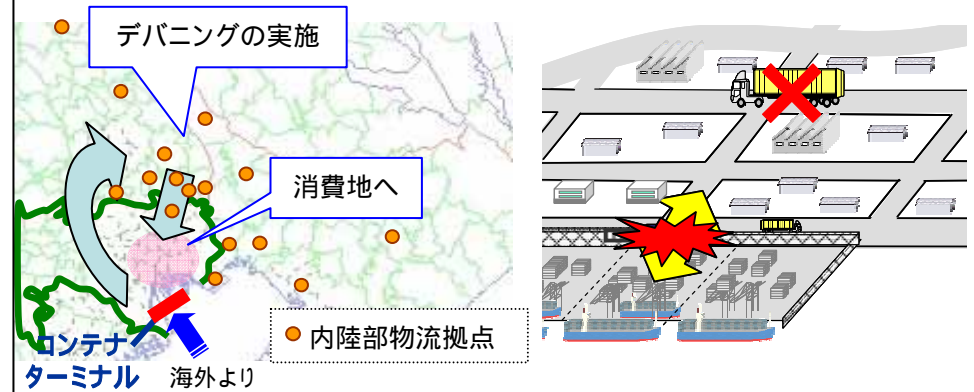 デバニングの実施
消費地へ
内陸部物流拠点
コンテナ
ターミナル
海外より